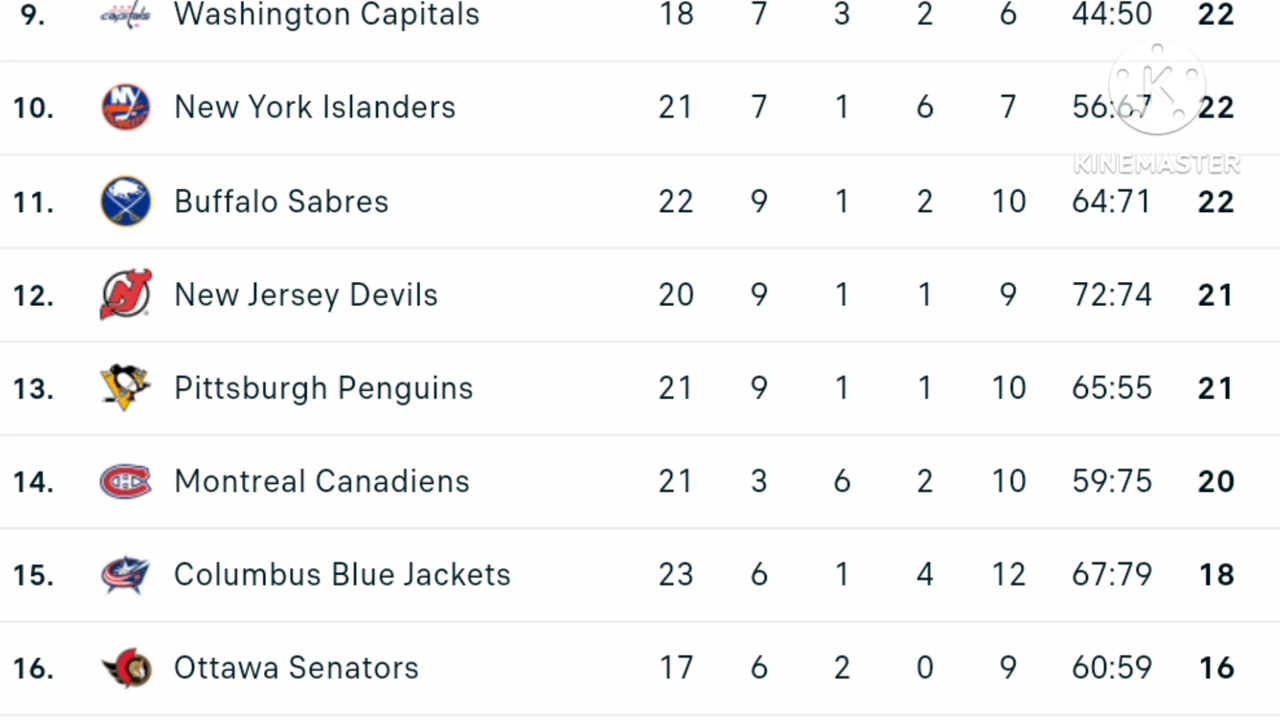 9. Capitals Washington Capitals 18 7 3 2 6 44:50 22
10. NY New York Islanders 21 7 1 6 7 56:67 22
K
KINEMASTER
11. Buffalo Sabres 22 9 1 2 10 64:71 22
12. New Jersey Devils 20 9 1 1 9 72:74 21
13. Pittsburgh Penguins 21 9 1 1 10 65:55 21
14. Montreal Canadiens 21 3 6 2 10 59:75 20
15. Columbus Blue Jackets 23 6 1 4 12 67:79 18
16. Ottawa Senators 17 6 2 0 9 60:59 16